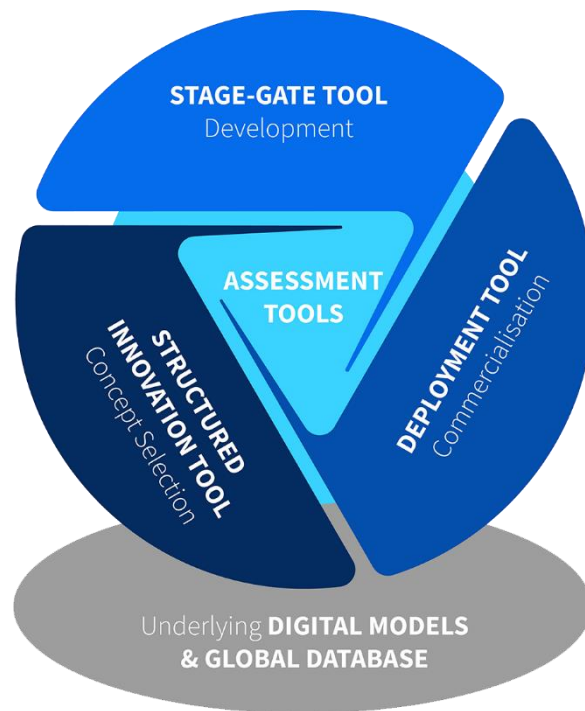 STAGE-GATE TOOL
Development
ASSESSMENT
TOOLS
STRUCTURED
INNOVATION TOOL
Concept Selection
DEPLOYMENT TOOL
Commercialisation
Underlying DIGITAL MODELS
& GLOBAL DATABASE